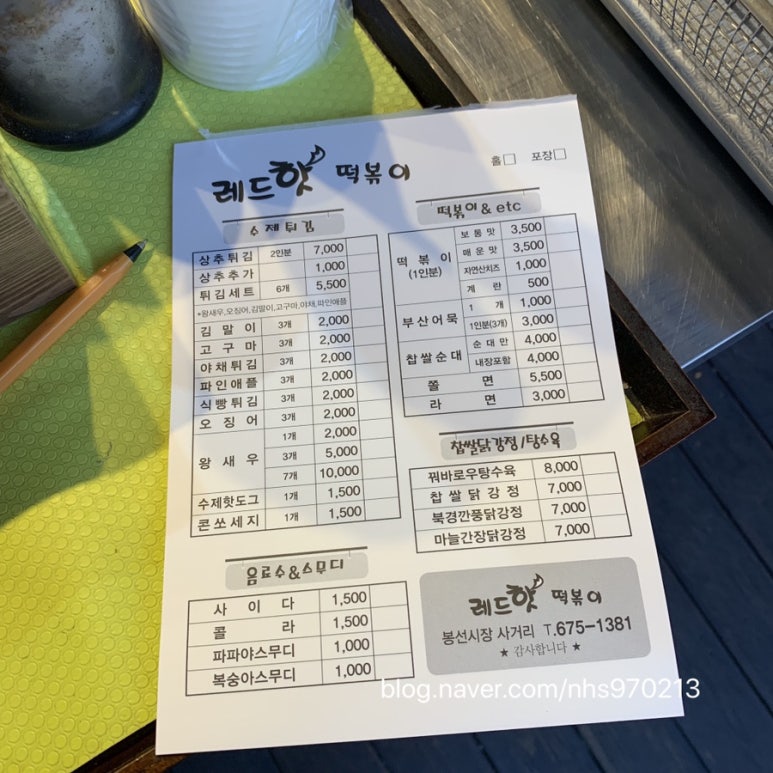 레드핫 떡볶이
홀□ 포장□
수제튀김
상추튀김 2인분 7,000
상추추가 1,000
튀김세트 6개 5,500
*왕새우,오징어,김말이,고구마,야채,파인애플
김말이 3개 2,000
고구마 3개 2,000
야채튀김 3개 2,000
파인애플 3개 2,000
식빵튀김 3개 2,000
오징어 3개 2,000
왕새우 1개 2,000
3개 5,000
7개 10,000
수제핫도그 1개 1,500
콘쏘세지 1개 1,500
음료수&스무디
사이다 1,500
콜라 1,500
파파야스무디 1,000
복숭아스무디 1,000
떡볶이 & etc
떡볶이 (1인분) 보통맛 3,500
매운맛 3,500
자연산치즈 1,000
계란 500
부산어묵 1개 1,000
1인분(3개) 3,000
찹쌀순대 순대만 4,000
내장포함 4,000
쫄면 5,500
라면 3,000
찹쌀닭강정/탕수육
꿔바로우탕수육 8,000
찹쌀닭강정 7,000
북경깐풍닭강정 7,000
마늘간장닭강정 7,000
레드핫 떡볶이
봉선시장 사거리 T.675-1381
★ 감사합니다 ★
blog.naver.com/nhs970213